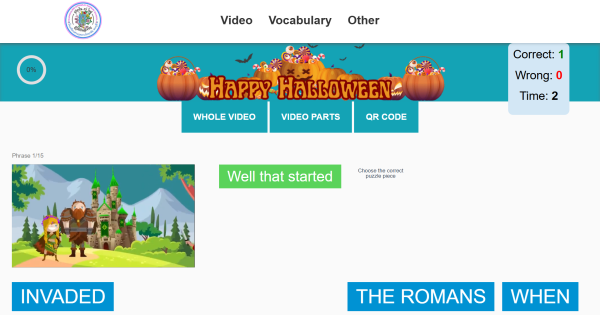 Video Vocabulary Other
0%
HAPPY HALLOWEEN
Correct: 1
Wrong: 0
Time: 2
WHOLE VIDEO VIDEO PARTS QR CODE
Phrase 1/15
Well that started
Choose the correct
puzzle piece
INVADED THE ROMANS WHEN